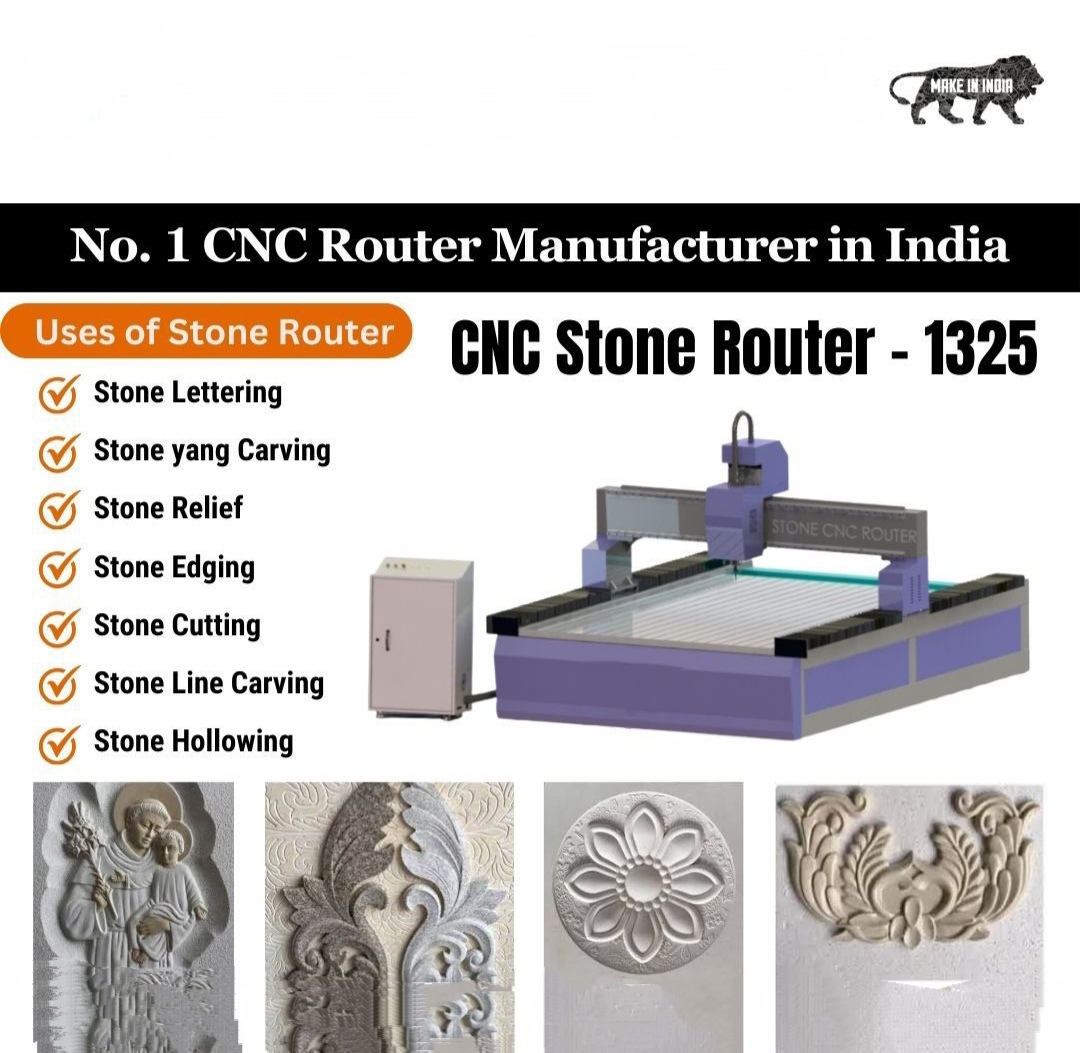 MAKE IN INDIA
No. 1 CNC Router Manufacturer in India
Uses of Stone Router
CNC Stone Router - 1325
Stone Lettering
Stone yang Carving
Stone Relief
Stone Edging
Stone Cutting
Stone Line Carving
Stone Hollowing
STONE CNC ROUTER